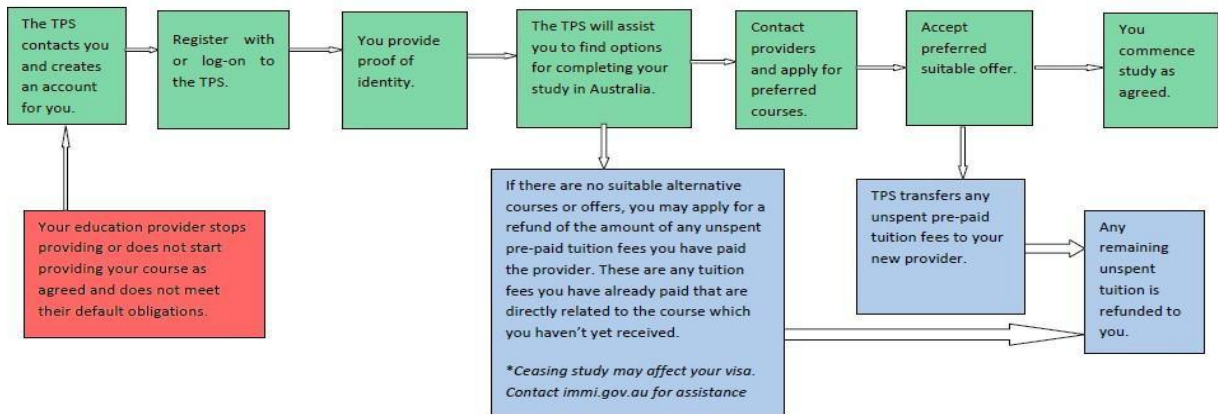 The TPS
contacts you
and creates
an account
for you.
Register with
or log-on to
the TPS.
You provide
proof of
identity.
The TPS will assist
you to find options
for completing your
study in Australia.
Contact
providers
and apply for
preferred
courses.
Accept
preferred
suitable offer.
You
commence
study as
agreed.
Your education provider stops
providing or does not start
providing your course as
agreed and does not meet
their default obligations.
If there are no suitable alternative
courses or offers, you may apply for a
refund of the amount of any unspent
pre-paid tuition fees you have paid
the provider. These are any tuition
fees you have already paid that are
directly related to the course which
you haven't yet received.
*Ceasing study may affect your visa.
Contact immi.gov.au for assistance
TPS transfers any
unspent pre-paid
tuition fees to your
new provider.
Any
remaining
unspent
tuition is
refunded to
you.